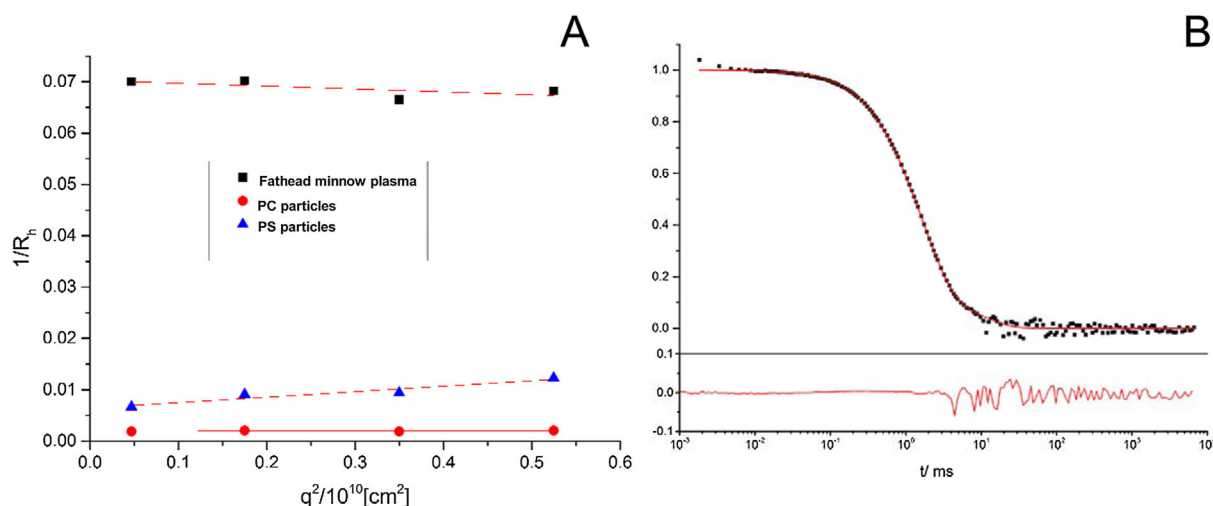 A
0.07
0.06
0.05
0.04
0.03
0.02
0.01
0.00
1/R_h
Fathead minnow plasma
PC particles
PS particles
0.0 0.1 0.2 0.3 0.4 0.5 0.6
q²/10¹⁰[cm²]
B
1.0
0.8
0.6
0.4
0.2
0.0
0.1
0.0
-0.1
10⁻³ 10⁻² 10⁻¹ 10⁰ 10¹ 10² 10³ 10⁴
t/ ms